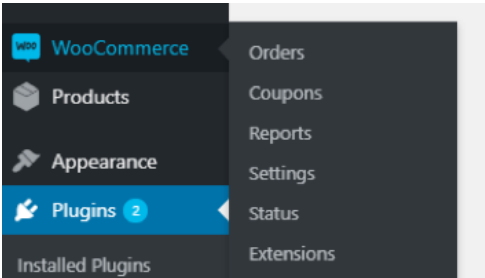 Woo WooCommerce
Products
Appearance
Plugins 2
Installed Plugins
Orders
Coupons
Reports
Settings
Status
Extensions